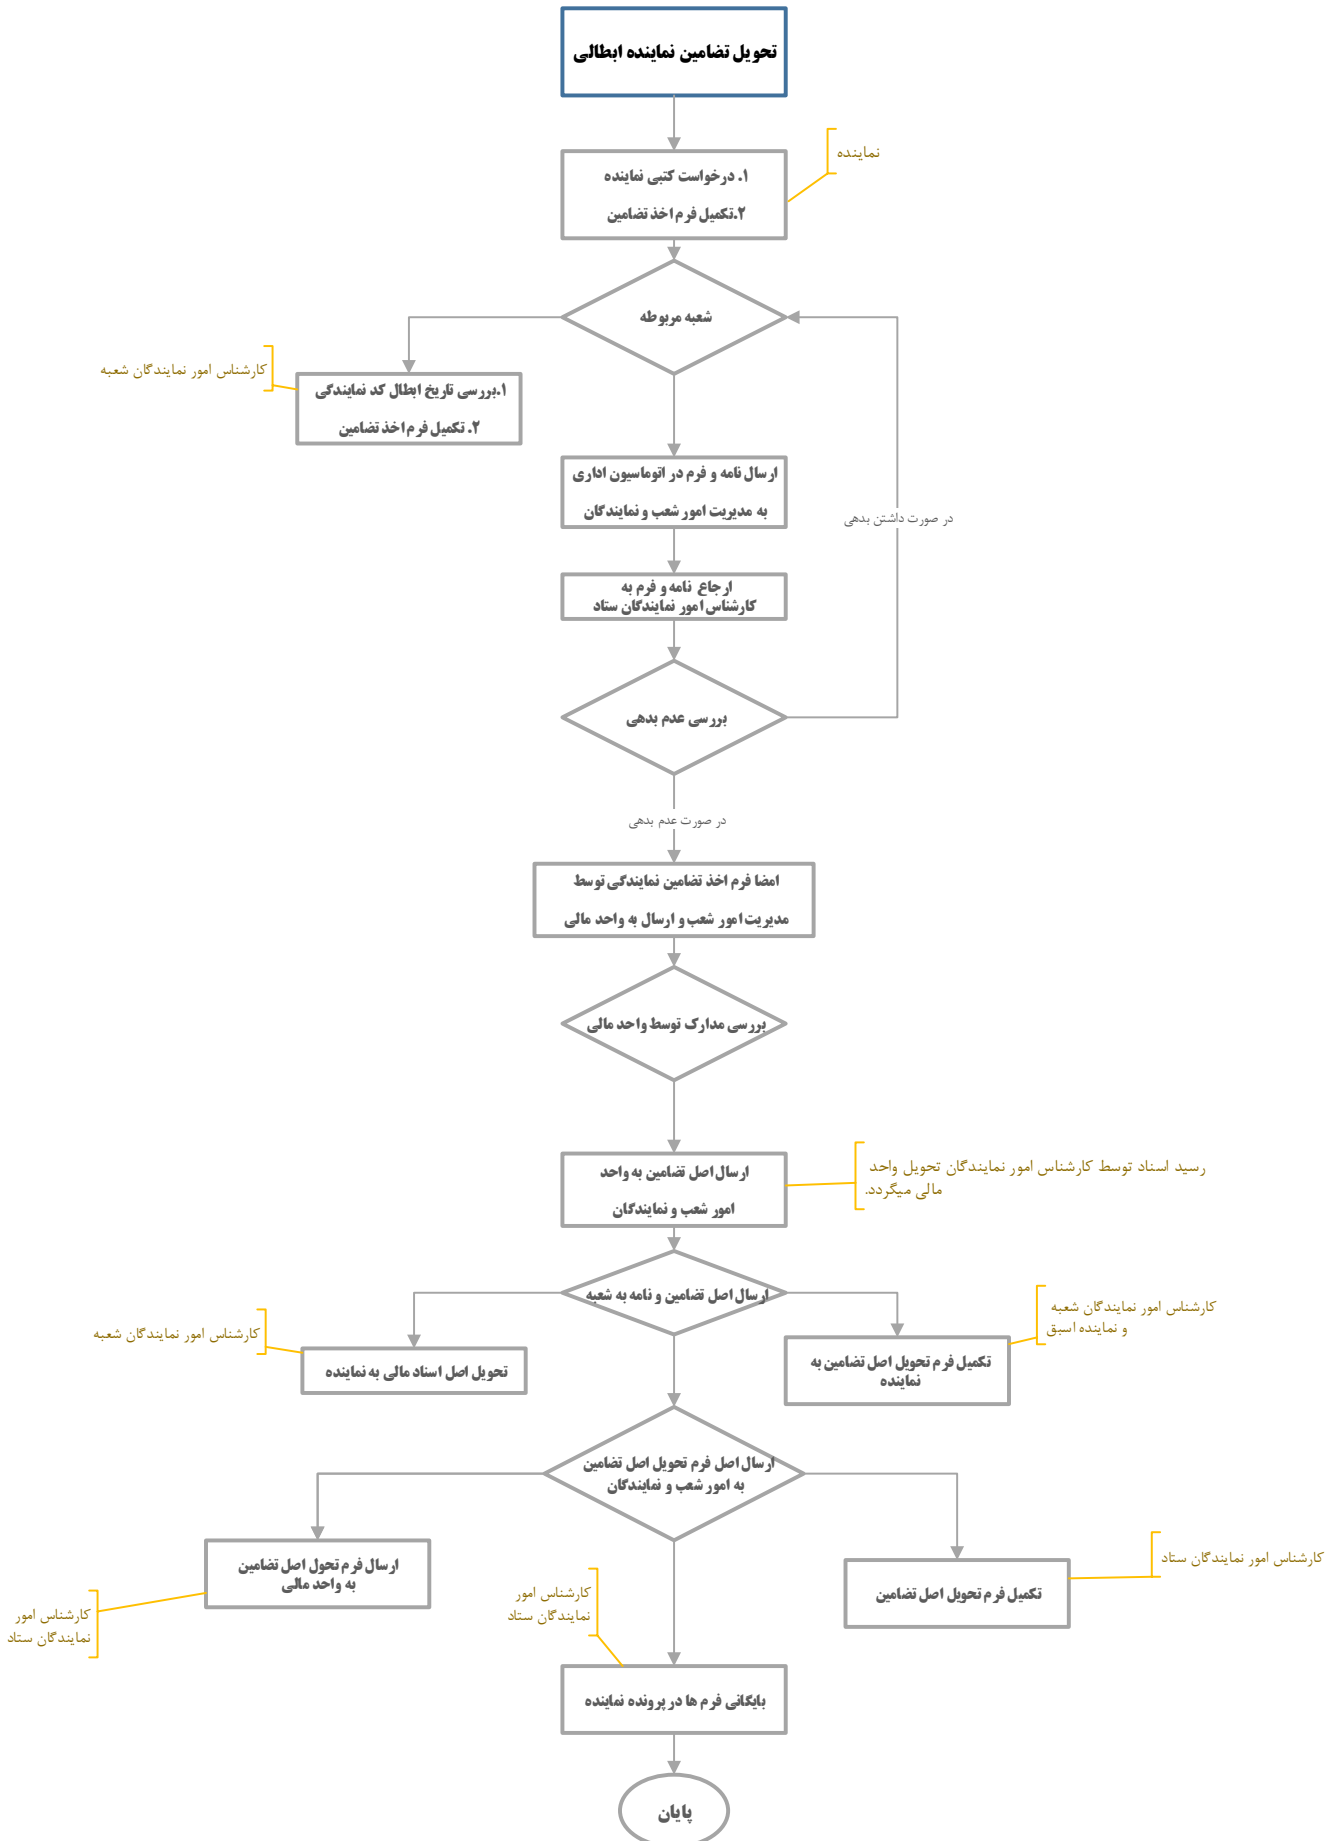 تحویل تضامین نماینده ابطالی
نماینده
۱. درخواست کتبی نماینده
۲.تکمیل فرم اخذ تضامین
شعبه مربوطه
کارشناس امور نمایندگان شعبه
۱.بررسی تاریخ ابطال کد نمایندگی
۲. تکمیل فرم اخذ تضامین
ارسال نامه و فرم در اتوماسیون اداری
به مدیریت امور شعب و نمایندگان
در صورت داشتن بدهی
ارجاع نامه و فرم به
کارشناس امور نمایندگان ستاد
بررسی عدم بدهی
در صورت عدم بدهی
امضا فرم اخذ تضامین نمایندگی توسط
مدیریت امور شعب و ارسال به واحد مالی
بررسی مدارک توسط واحد مالی
ارسال اصل تضامین به واحد
امور شعب و نمایندگان
رسید اسناد توسط کارشناس امور نمایندگان تحویل واحد
مالی میگردد.
ارسال اصل تضامین و نامه به شعبه
کارشناس امور نمایندگان شعبه
و نماینده اسبق
کارشناس امور نمایندگان شعبه
تکمیل فرم تحویل اصل تضامین به
نماینده
تحویل اصل اسناد مالی به نماینده
ارسال اصل فرم تحویل اصل تضامین
به امور شعب و نمایندگان
کارشناس امور نمایندگان ستاد
تکمیل فرم تحویل اصل تضامین
ارسال فرم تحول اصل تضامین
به واحد مالی
کارشناس امور
نمایندگان ستاد
کارشناس امور
نمایندگان ستاد
بایگانی فرم ها در پرونده نماینده
پایان